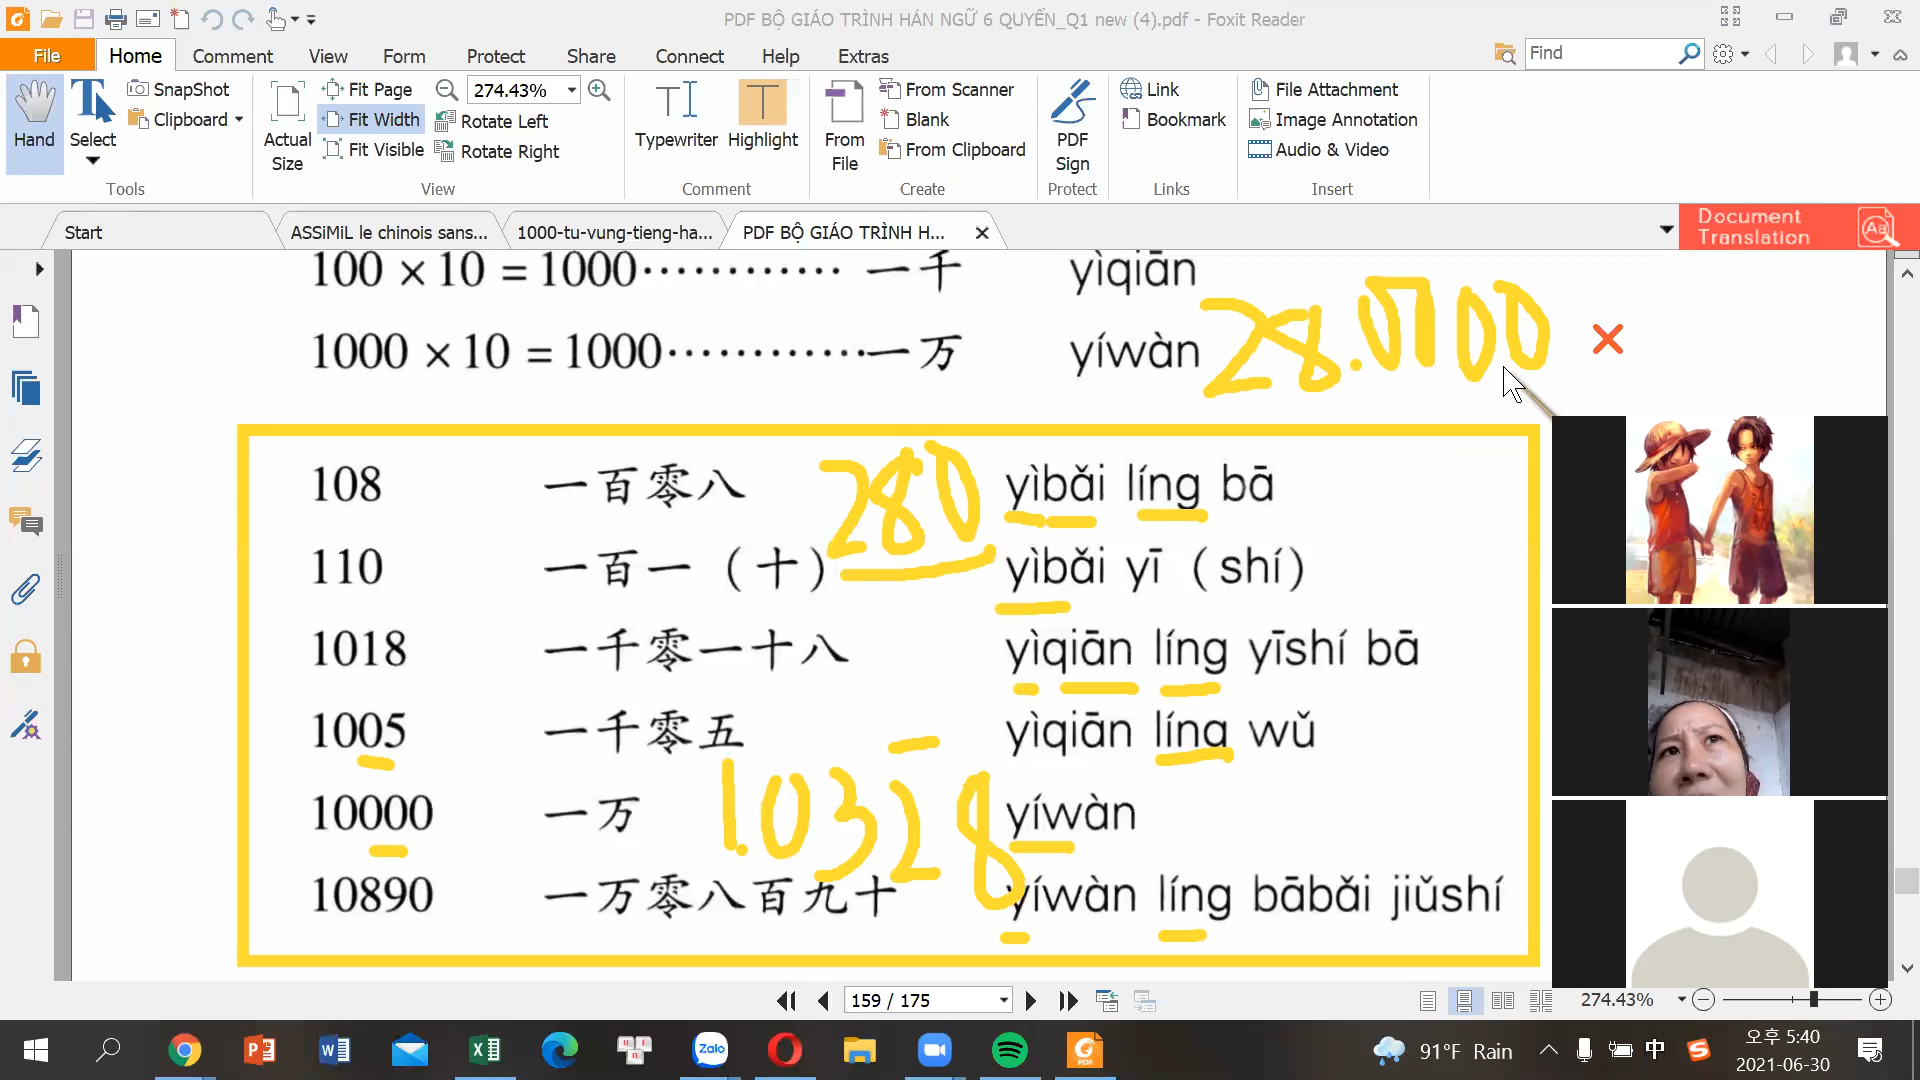 PDF BỘ GIÁO TRÌNH HÁN NGỮ 6 QUYỂN_Q1 new (4).pdf - Foxit Reader
File Home Comment View Form Protect Share Connect Help Extras Find
Hand Select SnapShot Clipboard Tools
Actual Size Fit Page Fit Width Fit Visible 274.43% Rotate Left Rotate Right View
Typewriter Highlight Comment
From File From Scanner Blank From Clipboard Create
PDF Sign Protect
Link Bookmark Links
File Attachment Image Annotation Audio & Video Insert
Start ASSiMiL le chinois sans... 1000-tu-vung-tieng-ha... PDF BỘ GIÁO TRÌNH H...
Document Translation
100 × 10 = 1000············ 一千 yìqiān
1000 × 10 = 1000············一万 yíwàn 28.000
108 一百零八 280 yìbǎi líng bā
110 一百一（十） yìbǎi yī（shí）
1018 一千零一十八 yìqiān líng yīshí bā
1005 一千零五 yìqiān líng wǔ
10000 一万 1.0328 yíwàn
10890 一万零八百九十 yíwàn líng bābǎi jiǔshí
159 / 175 274.43%
Zalo 91°F Rain 中 오후 5:40
2021-06-30